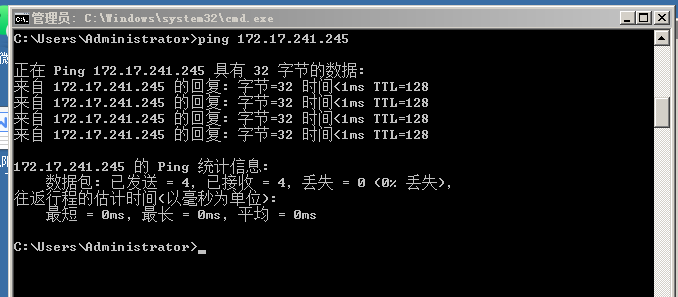 管理员: C:\Windows\system32\cmd.exe
C:\Users\Administrator>ping 172.17.241.245
正在 Ping 172.17.241.245 具有 32 字节的数据:
来自 172.17.241.245 的回复: 字节=32 时间<1ms TTL=128
来自 172.17.241.245 的回复: 字节=32 时间<1ms TTL=128
来自 172.17.241.245 的回复: 字节=32 时间<1ms TTL=128
来自 172.17.241.245 的回复: 字节=32 时间<1ms TTL=128
172.17.241.245 的 Ping 统计信息:
数据包: 已发送 = 4, 已接收 = 4, 丢失 = 0 (0% 丢失),
往返行程的估计时间(以毫秒为单位):
最短 = 0ms, 最长 = 0ms, 平均 = 0ms
C:\Users\Administrator>